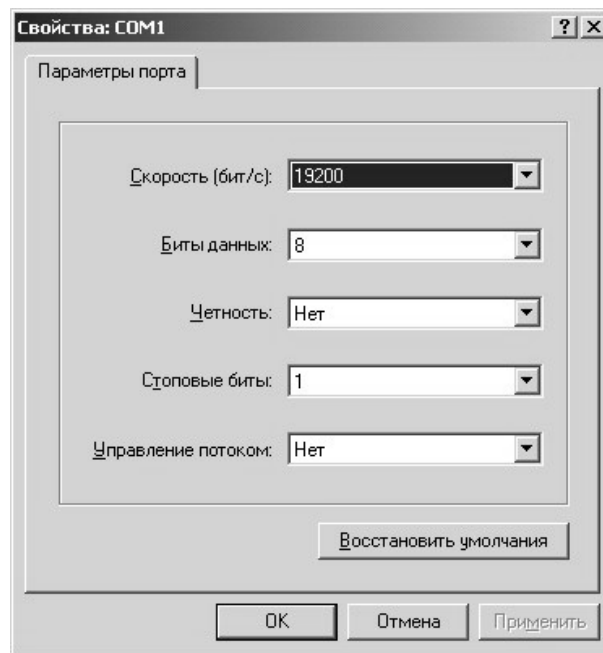 Свойства: COM1
Параметры порта
Скорость (бит/с): 19200
Биты данных: 8
Четность: Нет
Стоповые биты: 1
Управление потоком: Нет
Восстановить умолчания
OK Отмена Применить